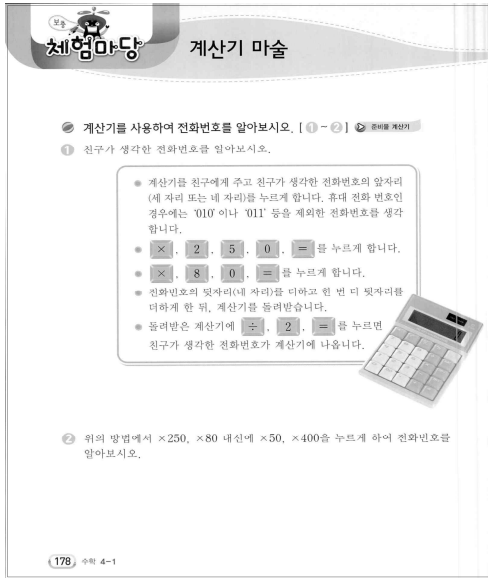 보통
체험마당
계산기 마술
계산기를 사용하여 전화번호를 알아보시오. [ 1 ~ 2 ] 준비물 계산기
1 친구가 생각한 전화번호를 알아보시오.
계산기를 친구에게 주고 친구가 생각한 전화번호의 앞자리
(세 자리 또는 네 자리)를 누르게 합니다. 휴대 전화 번호인
경우에는 '010' 이나 '011' 등을 제외한 전화번호를 생각
합니다.
× , 2 , 5 , 0 , = 를 누르게 합니다.
× , 8 , 0 , = 를 누르게 합니다.
전화번호의 뒷자리(네 자리)를 더하고 한 번 더 뒷자리를
더하게 한 뒤, 계산기를 돌려받습니다.
돌려받은 계산기에 ÷ , 2 , = 를 누르면
친구가 생각한 전화번호가 계산기에 나옵니다.
2 위의 방법에서 ×250, ×80 대신에 ×50, ×400을 누르게 하여 전화번호를
알아보시오.
178 수학 4-1